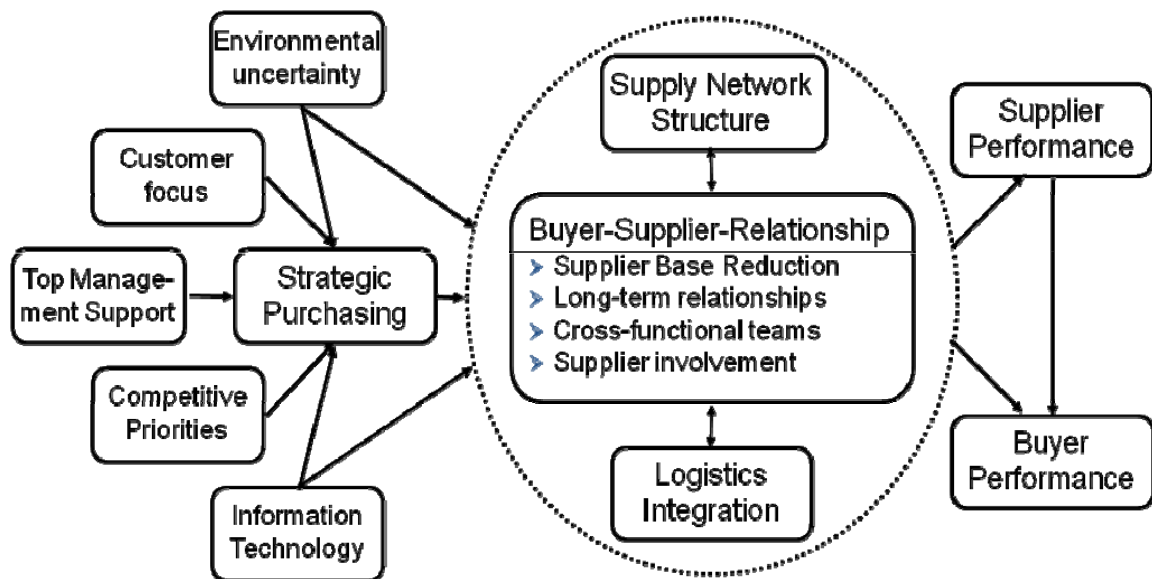 Environmental
uncertainty
Customer
focus
Top Manage-
ment Support
Strategic
Purchasing
Competitive
Priorities
Information
Technology
Supply Network
Structure
Buyer-Supplier-Relationship
Supplier Base Reduction
Long-term relationships
Cross-functional teams
Supplier involvement
Logistics
Integration
Supplier
Performance
Buyer
Performance